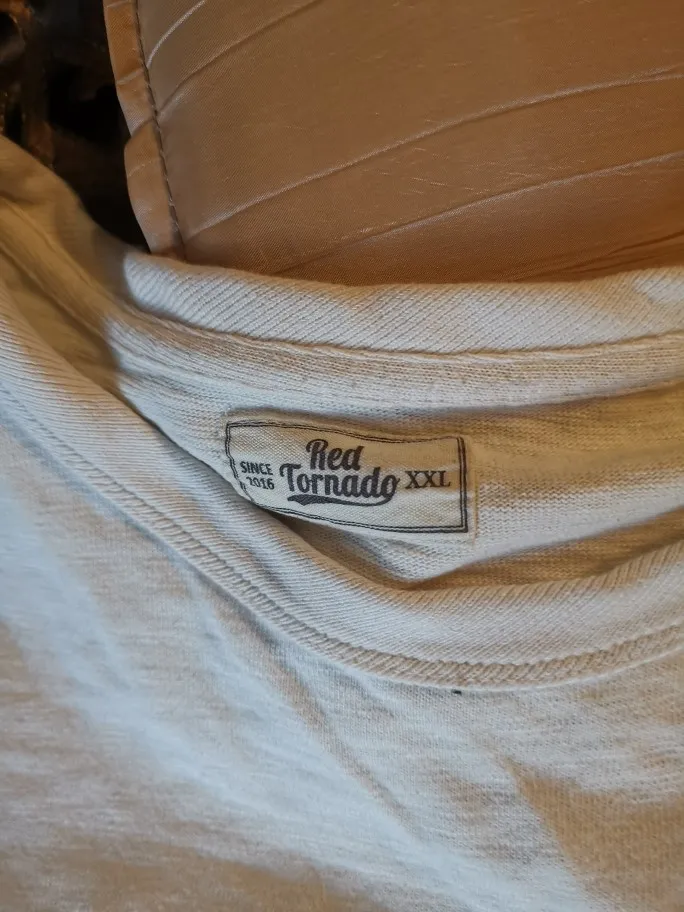 SINCE
2016
Red
Tornado
XXL